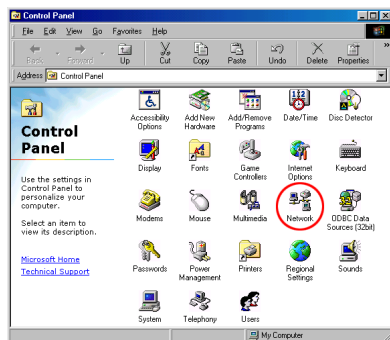 Control Panel
File Edit View Go Favorites Help
Back Forward Up Cut Copy Paste Undo Delete Properties »
Address Control Panel
Control
Panel
Use the settings in
Control Panel to
personalize your
computer.
Select an item to
view its description.
Microsoft Home
Technical Support
Accessibility
Options
Add New
Hardware
Add/Remove
Programs
Date/Time
Disc Detector
Display
Fonts
Game
Controllers
Internet
Options
Keyboard
Modems
Mouse
Multimedia
Network
ODBC Data
Sources (32bit)
Passwords
Power
Management
Printers
Regional
Settings
Sounds
System
Telephony
Users
My Computer